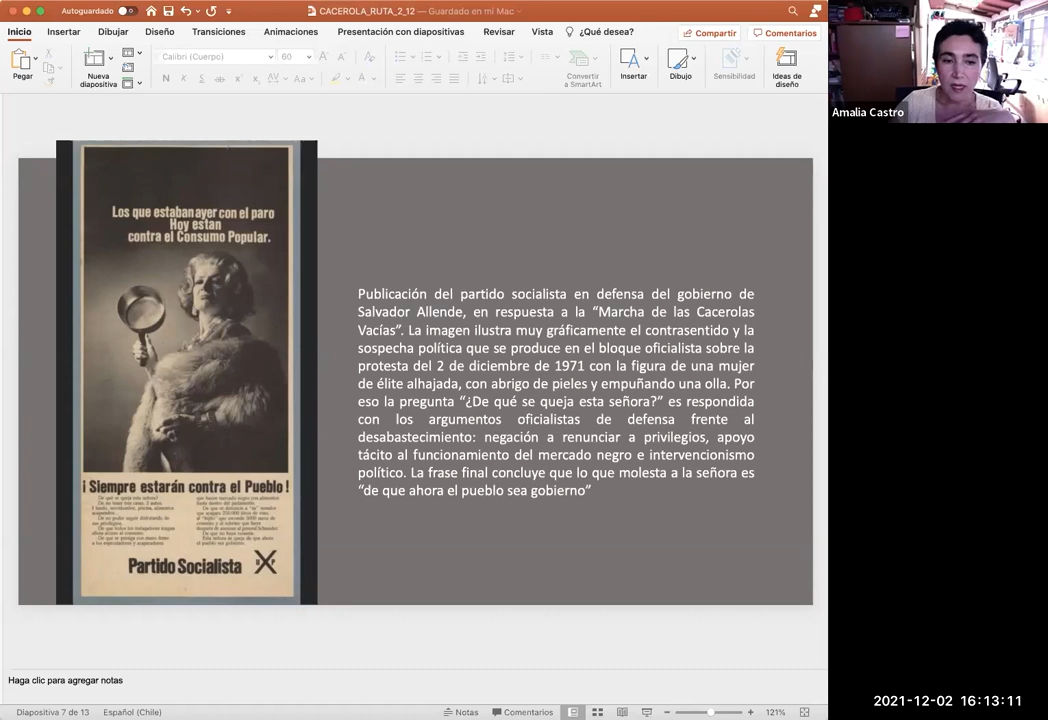 Autoguardado
CACEROLA_RUTA_2_12 — Guardado en mi Mac
Inicio Insertar Dibujar Diseño Transiciones Animaciones Presentación con diapositivas Revisar Vista ¿Qué desea? Compartir Comentarios
Pegar
Nueva
diapositiva
Calibri (Cuerpo) 60
Convertir
a SmartArt
Insertar
Dibujo
Sensibilidad
Ideas de
diseño
Amalia Castro
Los que estaban ayer con el paro
Hoy estan
contra el Consumo Popular.
¡Siempre estarán contra el Pueblo!
Partido Socialista
Publicación del partido socialista en defensa del gobierno de
Salvador Allende, en respuesta a la “Marcha de las Cacerolas
Vacías”. La imagen ilustra muy gráficamente el contrasentido y la
sospecha política que se produce en el bloque oficialista sobre la
protesta del 2 de diciembre de 1971 con la figura de una mujer
de élite alhajada, con abrigo de pieles y empuñando una olla. Por
eso la pregunta “¿De qué se queja esta señora?” es respondida
con los argumentos oficialistas de defensa frente al
desabastecimiento: negación a renunciar a privilegios, apoyo
tácito al funcionamiento del mercado negro e intervencionismo
político. La frase final concluye que lo que molesta a la señora es
“de que ahora el pueblo sea gobierno”
Haga clic para agregar notas
Diapositiva 7 de 13 Español (Chile) Notas Comentarios 121%
2021-12-02 16:13:11